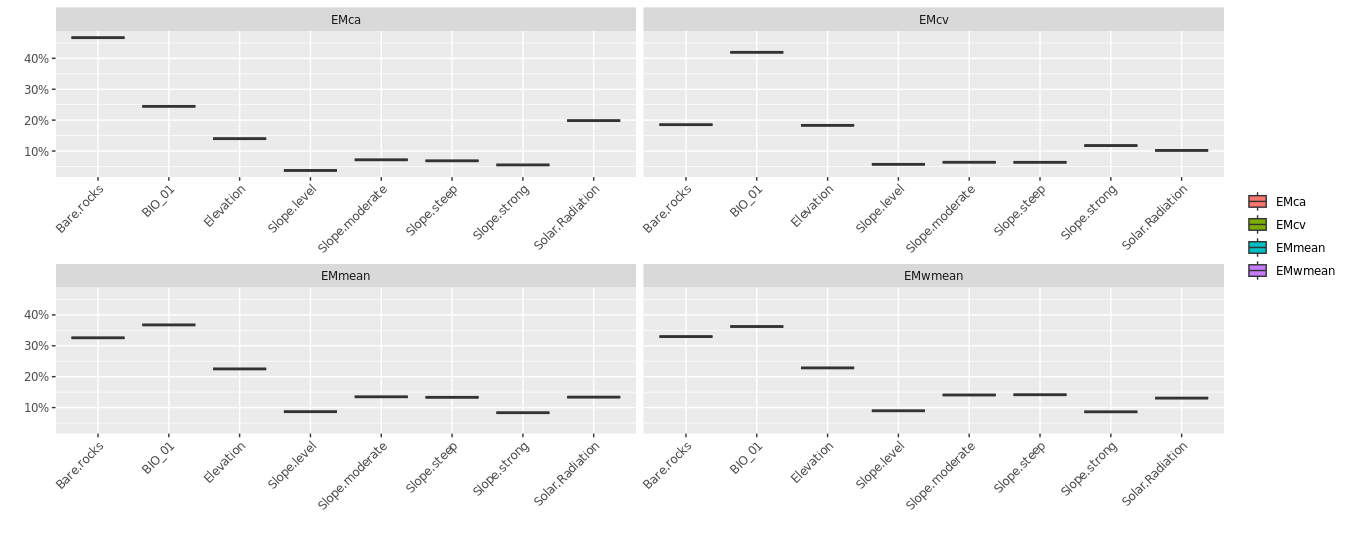 EMca
EMcv
40%
30%
20%
10%
Bare.rocks
BIO_01
Elevation
Slope.level
Slope.moderate
Slope.steep
Slope.strong
Solar.Radiation
Bare.rocks
BIO_01
Elevation
Slope.level
Slope.moderate
Slope.steep
Slope.strong
Solar.Radiation
EMmean
EMwmean
40%
30%
20%
10%
Bare.rocks
BIO_01
Elevation
Slope.level
Slope.moderate
Slope.steep
Slope.strong
Solar.Radiation
Bare.rocks
BIO_01
Elevation
Slope.level
Slope.moderate
Slope.steep
Slope.strong
Solar.Radiation
EMca
EMcv
EMmean
EMwmean